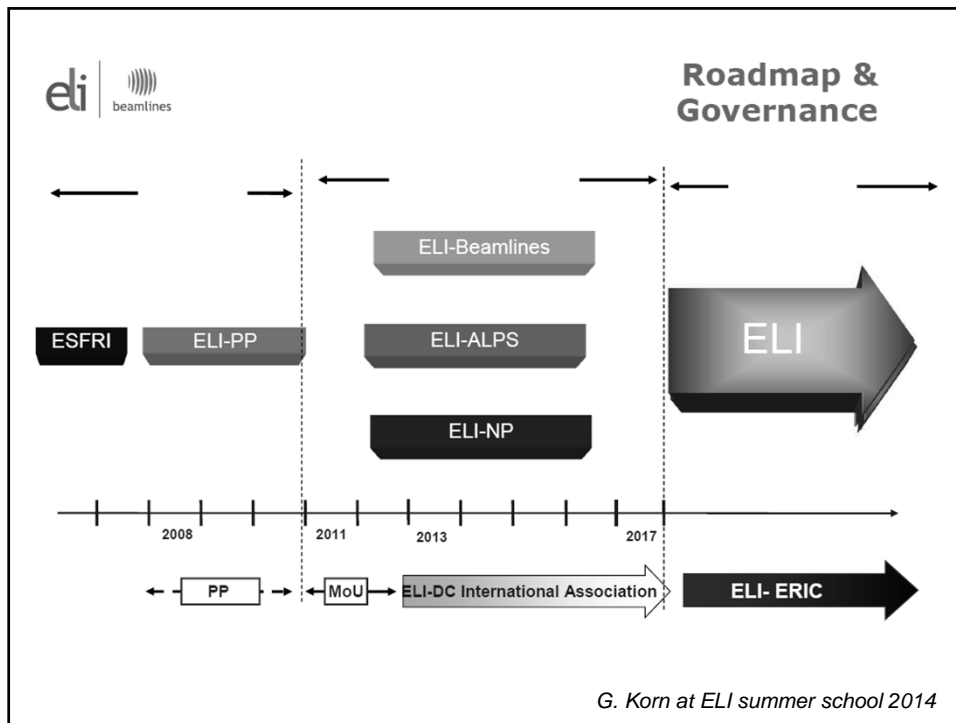 eli
beamlines
Roadmap &
Governance
ELI-Beamlines
ESFRI
ELI-PP
ELI-ALPS
ELI
ELI-NP
2008
2011
2013
2017
PP
MoU
ELI-DC International Association
ELI- ERIC
G. Korn at ELI summer school 2014